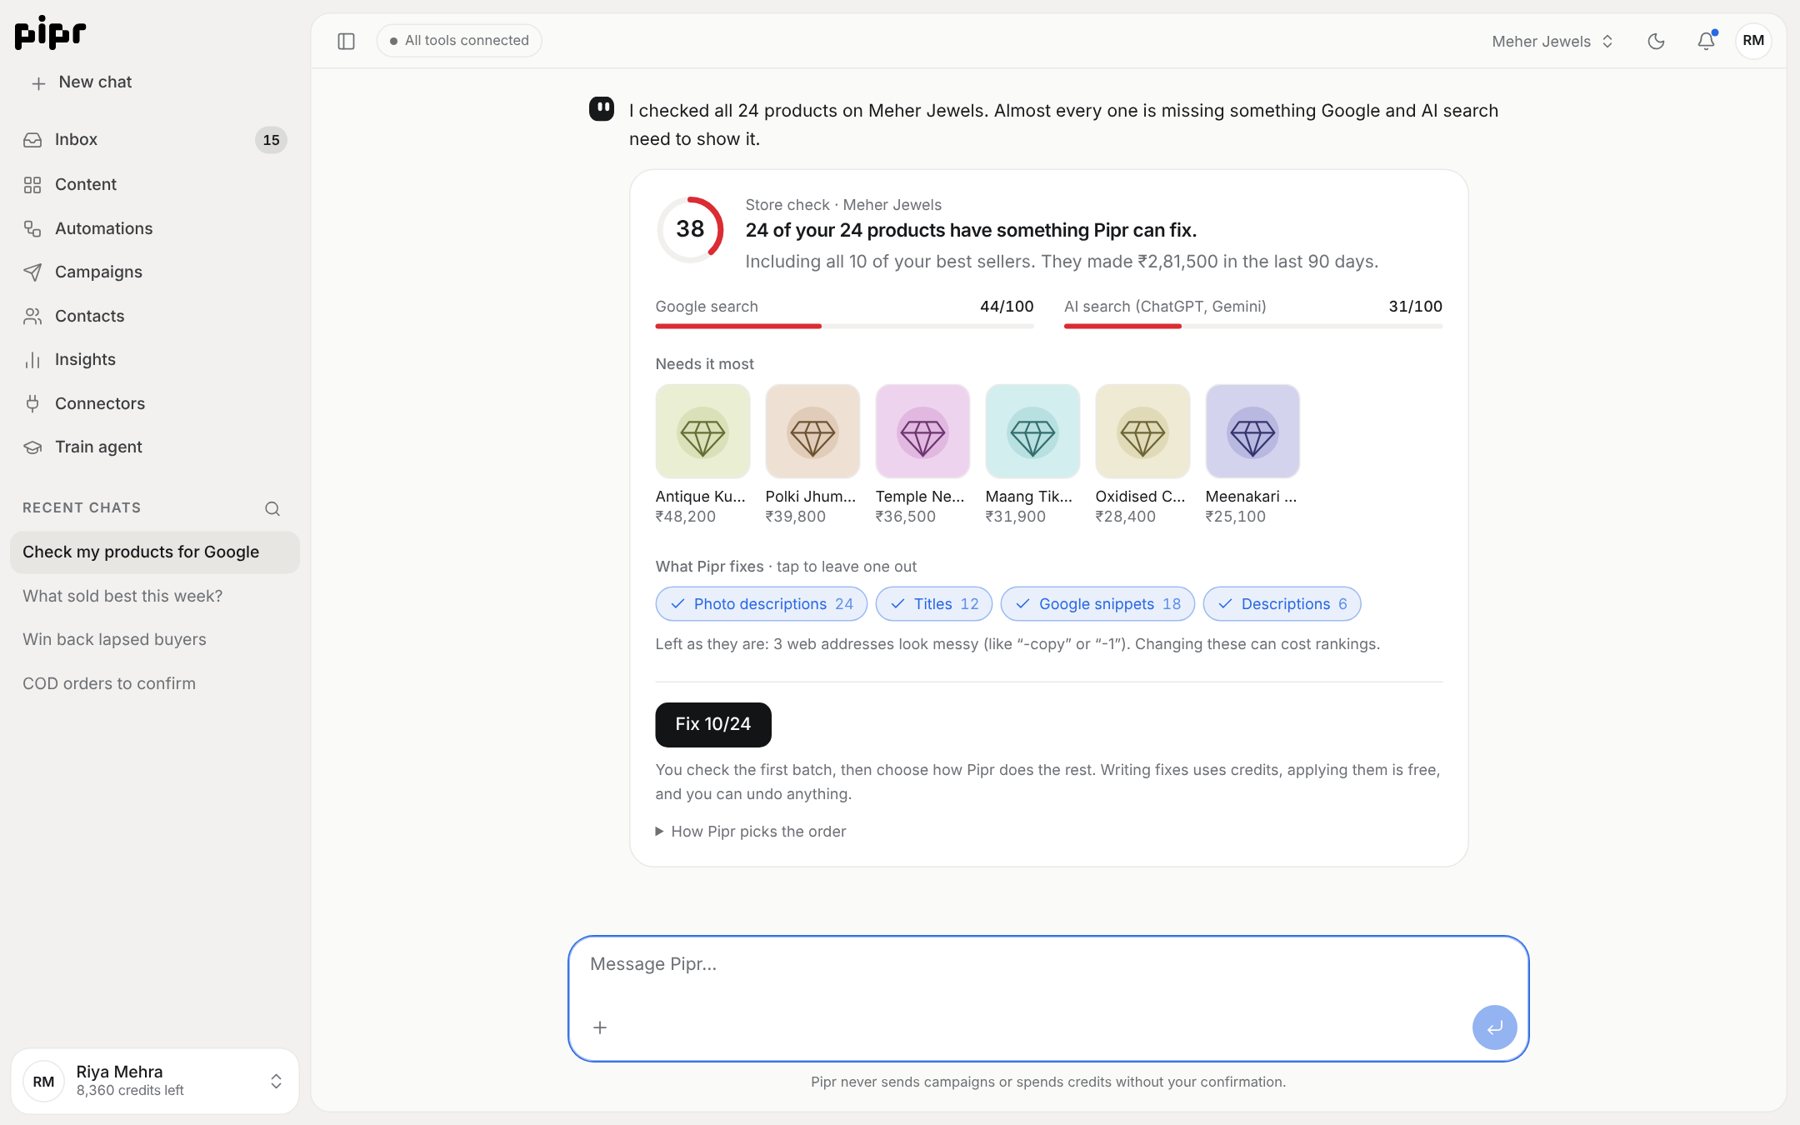 pipr
New chat
Inbox 15
Content
Automations
Campaigns
Contacts
Insights
Connectors
Train agent
RECENT CHATS
Check my products for Google
What sold best this week?
Win back lapsed buyers
COD orders to confirm
RM
Riya Mehra
8,360 credits left
All tools connected
Meher Jewels
RM
I checked all 24 products on Meher Jewels. Almost every one is missing something Google and AI search
need to show it.
38
Store check · Meher Jewels
24 of your 24 products have something Pipr can fix.
Including all 10 of your best sellers. They made ₹2,81,500 in the last 90 days.
Google search 44/100
AI search (ChatGPT, Gemini) 31/100
Needs it most
Antique Ku...
₹48,200
Polki Jhum...
₹39,800
Temple Ne...
₹36,500
Maang Tik...
₹31,900
Oxidised C...
₹28,400
Meenakari ...
₹25,100
What Pipr fixes · tap to leave one out
Photo descriptions 24
Titles 12
Google snippets 18
Descriptions 6
Left as they are: 3 web addresses look messy (like “-copy” or “-1”). Changing these can cost rankings.
Fix 10/24
You check the first batch, then choose how Pipr does the rest. Writing fixes uses credits, applying them is free,
and you can undo anything.
How Pipr picks the order
Message Pipr...
Pipr never sends campaigns or spends credits without your confirmation.